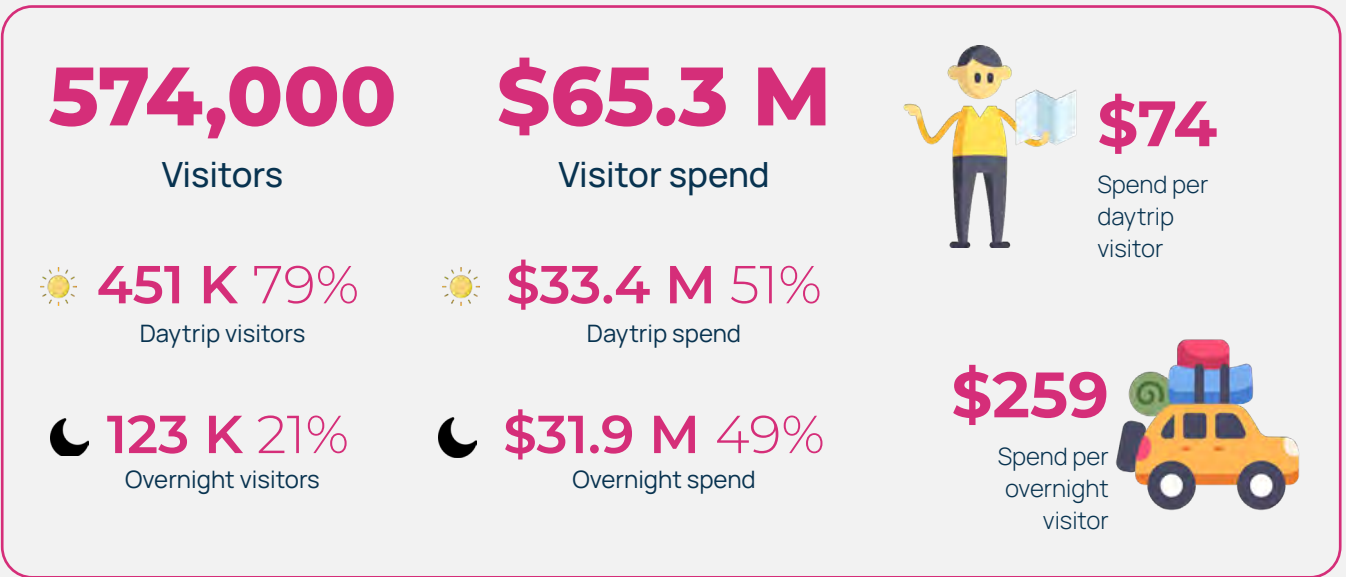 574,000
Visitors
451 K 79%
Daytrip visitors
123 K 21%
Overnight visitors
$65.3 M
Visitor spend
$33.4 M 51%
Daytrip spend
$31.9 M 49%
Overnight spend
$74
Spend per
daytrip
visitor
$259
Spend per
overnight
visitor